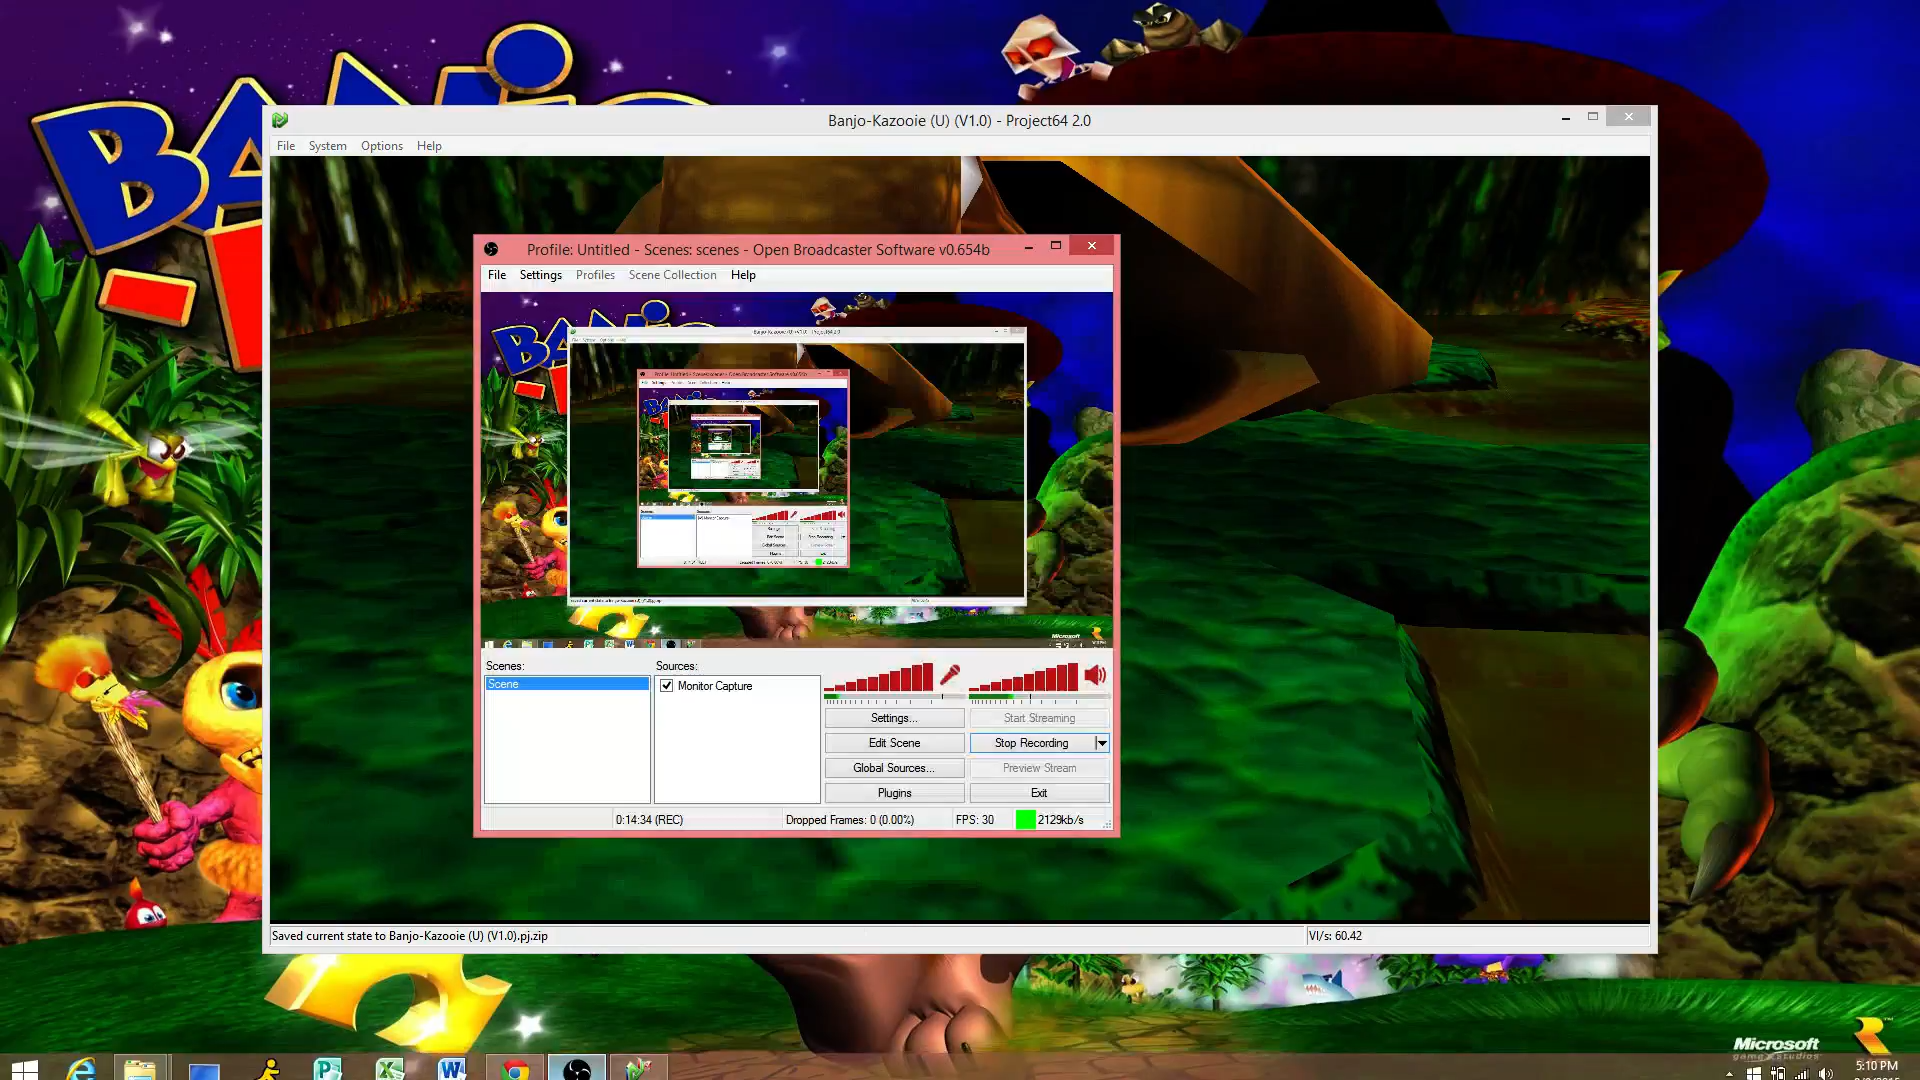 Banjo-Kazooie (U) (V1.0) - Project64 2.0
File System Options Help
Profile: Untitled - Scenes: scenes - Open Broadcaster Software v0.654b
File Settings Profiles Scene Collection Help
Scenes:
Scene
Sources:
Monitor Capture
Settings...
Start Streaming
Edit Scene
Stop Recording
Global Sources...
Preview Stream
Plugins
Exit
0:14:34 (REC)
Dropped Frames: 0 (0.00%)
FPS: 30
2129kb/s
Saved current state to Banjo-Kazooie (U) (V1.0).pj.zip
VI/s: 60.42
Microsoft
game studios
5:10 PM